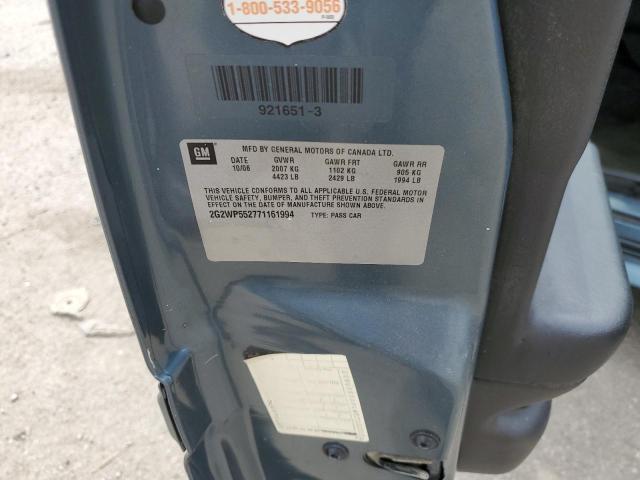 1-800-533-9056
921651-3
GM
MFD BY GENERAL MOTORS OF CANADA LTD.
DATE GVWR GAWR FRT GAWR RR
10/06 2007 KG 1102 KG 905 KG
4423 LB 2429 LB 1994 LB
THIS VEHICLE CONFORMS TO ALL APPLICABLE U.S. FEDERAL MOTOR
VEHICLE SAFETY, BUMPER, AND THEFT PREVENTION STANDARDS IN
EFFECT ON THE DATE OF MANUFACTURE SHOWN ABOVE.
2G2WP552771161994 TYPE: PASS CAR